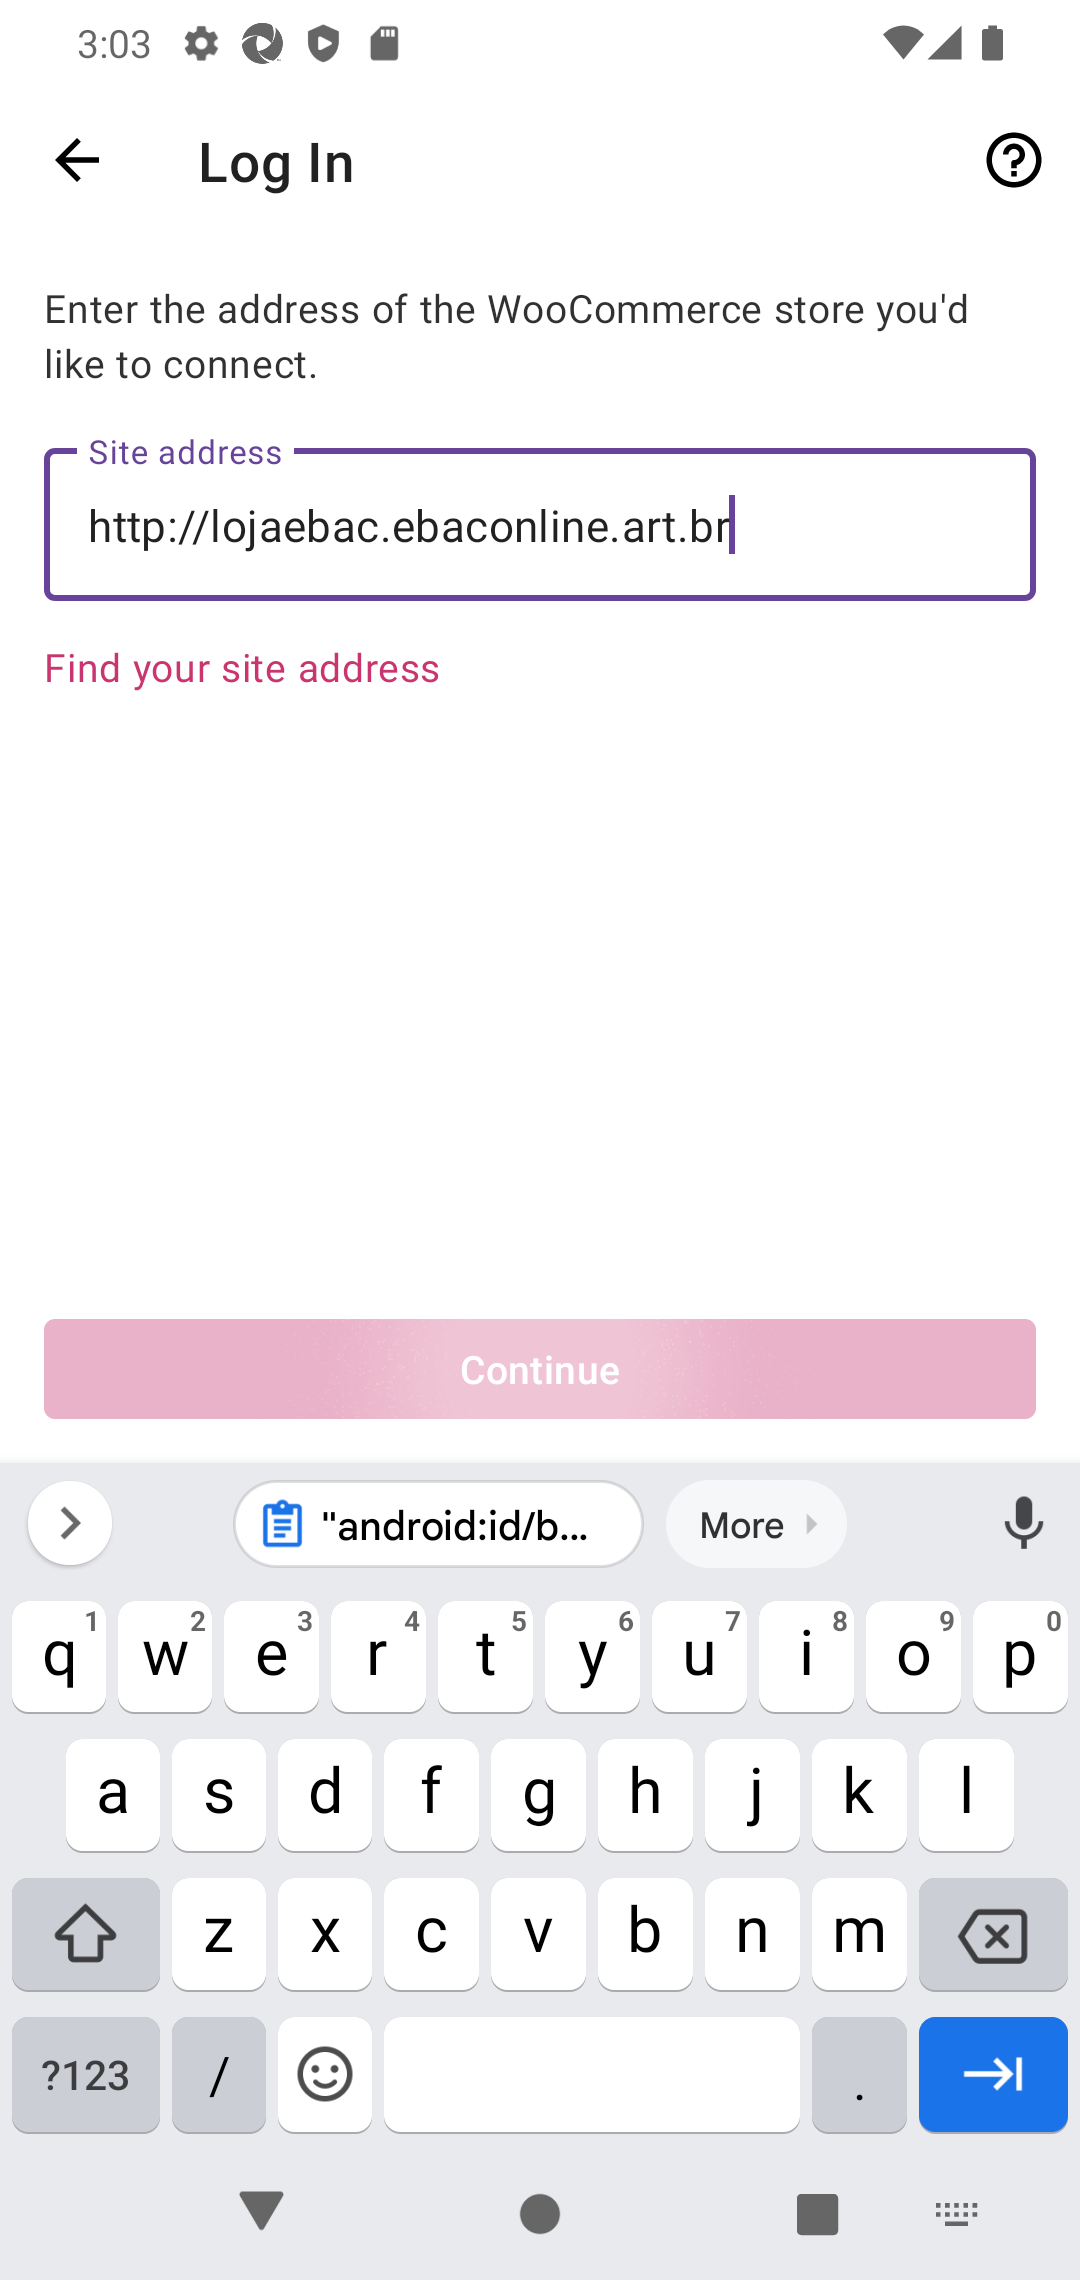 3:03
Log In
Enter the address of the WooCommerce store you'd
like to connect.
Site address
http://lojaebac.ebaconline.art.br
Find your site address
Continue
"android:id/b... More
1 2 3 4 5 6 7 8 9 0
q w e r t y u i o p
a s d f g h j k l
z x c v b n m
?123 / .